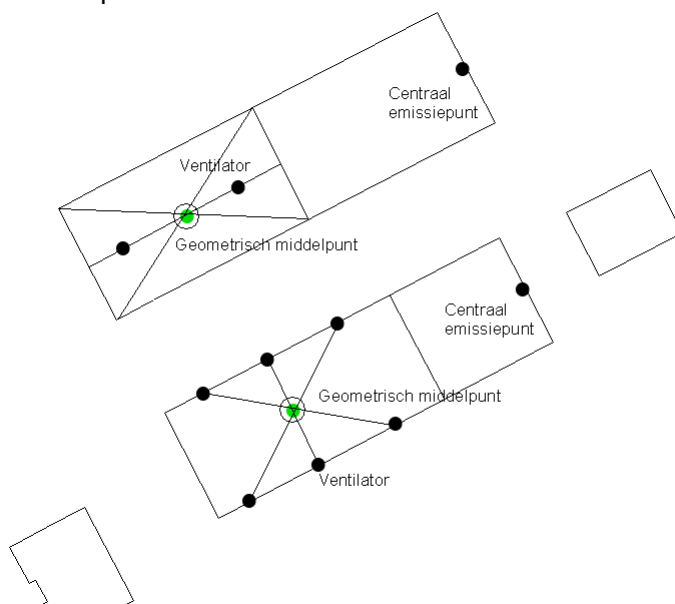 Centraal
emissiepunt
Ventilator
Geometrisch middelpunt
Centraal
emissiepunt
Geometrisch middelpunt
Ventilator